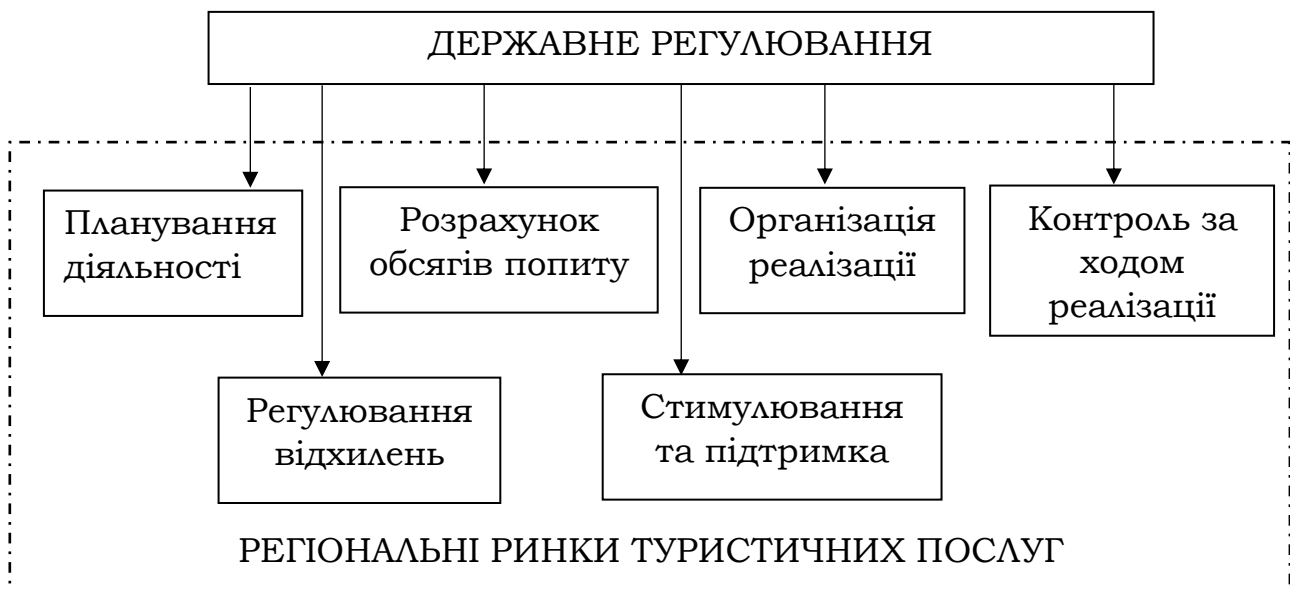 ДЕРЖАВНЕ РЕГУЛЮВАННЯ
Планування
діяльності
Розрахунок
обсягів попиту
Організація
реалізації
Контроль за
ходом
реалізації
Регулювання
відхилень
Стимулювання
та підтримка
РЕГІОНАЛЬНІ РИНКИ ТУРИСТИЧНИХ ПОСЛУГ